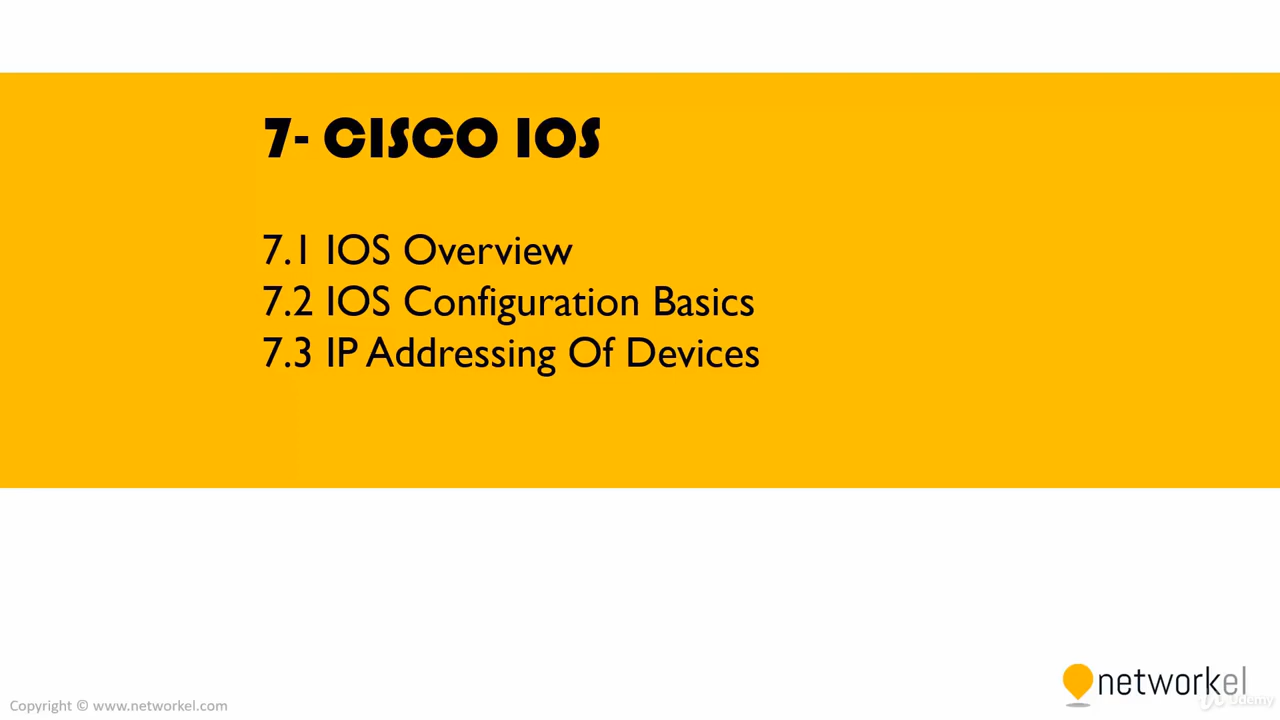 7- CISCO IOS
7.1 IOS Overview
7.2 IOS Configuration Basics
7.3 IP Addressing Of Devices
networkel
Udemy
Copyright © www.networkel.com